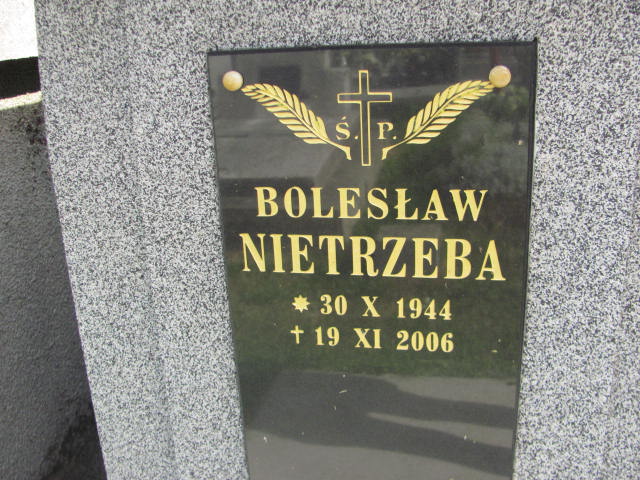 Ś. P.
BOLESŁAW
NIETRZEBA
* 30 X 1944
✝ 19 XI 2006